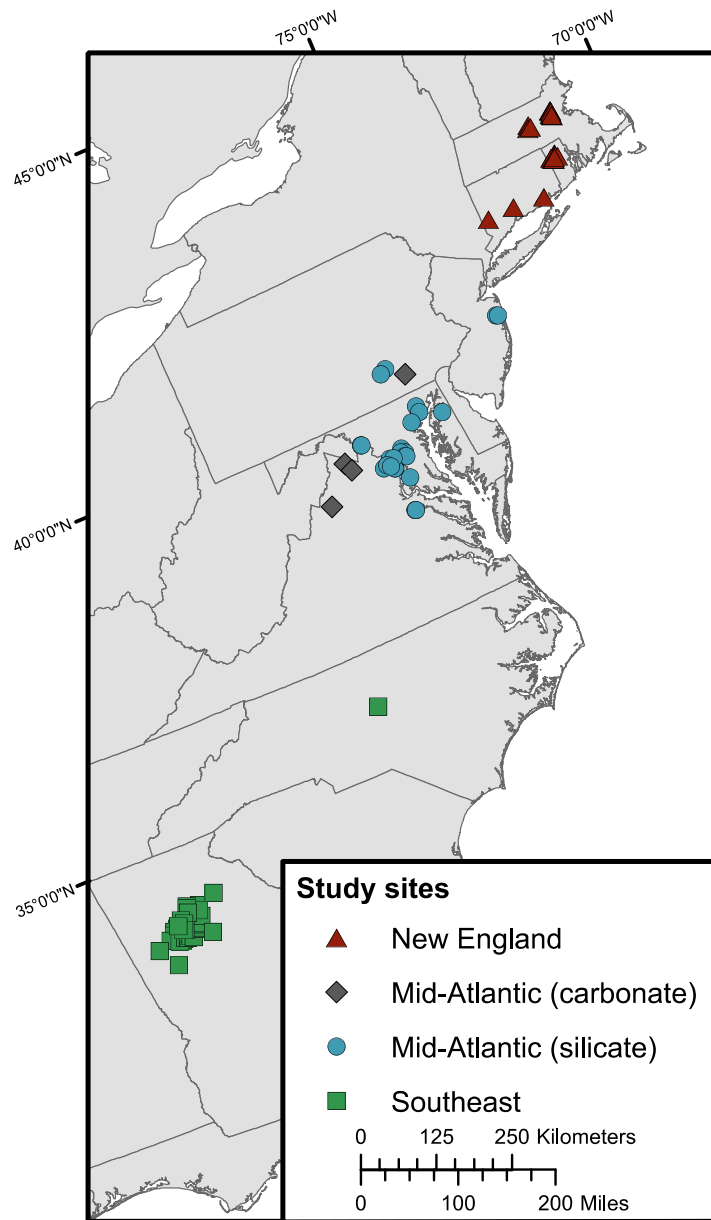 75°0'0"W
70°0'0"W
45°0'0"N
40°0'0"N
35°0'0"N
Study sites
New England
Mid-Atlantic (carbonate)
Mid-Atlantic (silicate)
Southeast
0 125 250 Kilometers
0 100 200 Miles